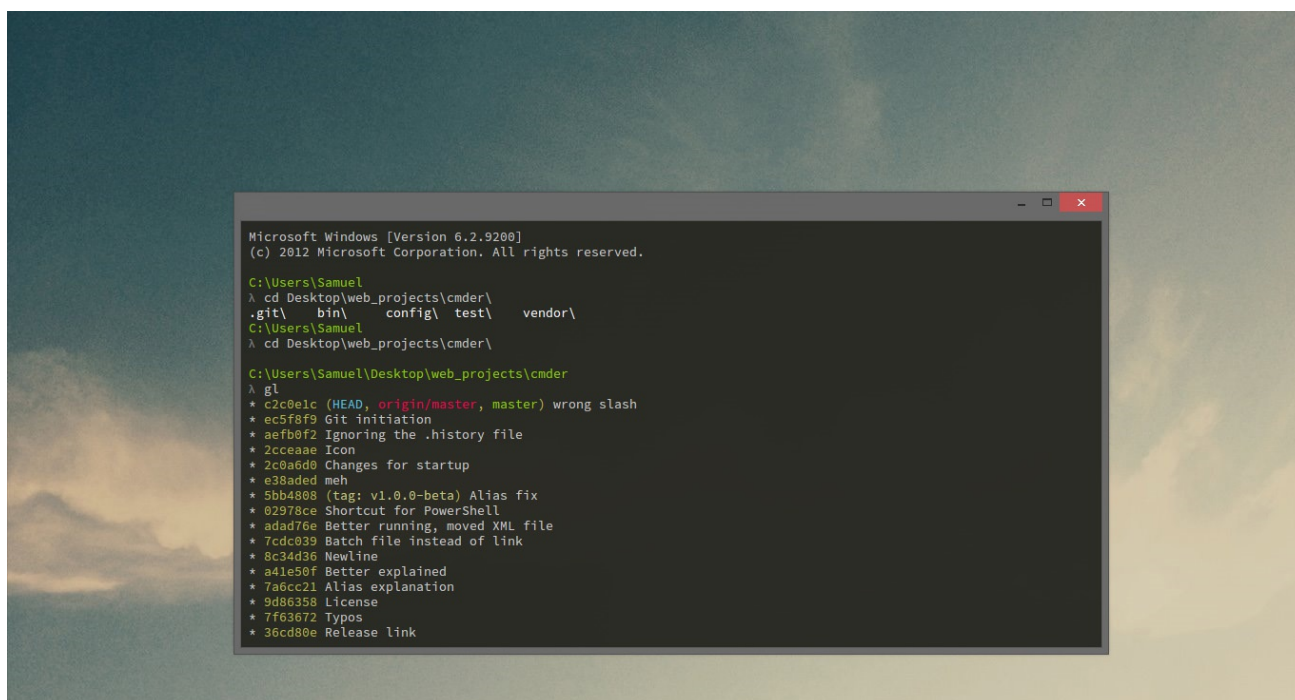 Microsoft Windows [Version 6.2.9200]
(c) 2012 Microsoft Corporation. All rights reserved.
C:\Users\Samuel
λ cd Desktop\web_projects\cmder\
.git\    bin\     config\  test\    vendor\
C:\Users\Samuel
λ cd Desktop\web_projects\cmder\
C:\Users\Samuel\Desktop\web_projects\cmder
λ gl
* c2c0e1c (HEAD, origin/master, master) wrong slash
* ec5f8f9 Git initiation
* aefb0f2 Ignoring the .history file
* 2cceaae Icon
* 2c0a6d0 Changes for startup
* e38aded meh
* 5bb4808 (tag: v1.0.0-beta) Alias fix
* 02978ce Shortcut for PowerShell
* adad76e Better running, moved XML file
* 7cdc039 Batch file instead of link
* 8c34d36 Newline
* a41e50f Better explained
* 7a6cc21 Alias explanation
* 9d86358 License
* 7f63672 Typos
* 36cd80e Release link